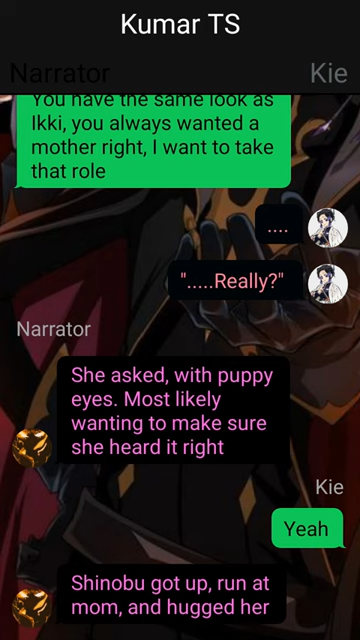 Kumar TS
Narrator
Kie
You have the same look as
Ikki, you always wanted a
mother right, I want to take
that role
....
".....Really?"
Narrator
She asked, with puppy
eyes. Most likely
wanting to make sure
she heard it right
Kie
Yeah
Shinobu got up, run at
mom, and hugged her